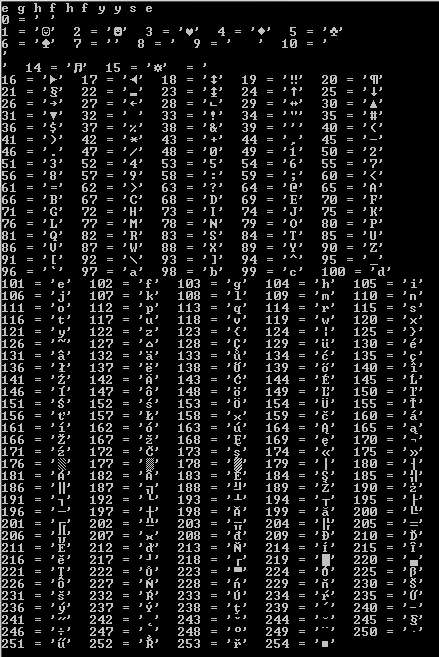 e g h f h f y y s e
0 = ' '
1 = '☺' 2 = '☻' 3 = '♥' 4 = '♦' 5 = '♣'
6 = '♠' 7 = '' 8 = ' ' 9 = ' ' 10 = '
'
' 14 = '♫' 15 = '☼' = '
16 = '►' 17 = '◄' 18 = '↕' 19 = '‼' 20 = '¶'
21 = '§' 22 = '▬' 23 = '↨' 24 = '↑' 25 = '↓'
26 = '→' 27 = '←' 28 = '∟' 29 = '↔' 30 = '▲'
31 = '▼' 32 = ' ' 33 = '!' 34 = '"' 35 = '#'
36 = '$' 37 = '%' 38 = '&' 39 = ''' 40 = '('
41 = ')' 42 = '*' 43 = '+' 44 = ',' 45 = '-'
46 = '.' 47 = '/' 48 = '0' 49 = '1' 50 = '2'
51 = '3' 52 = '4' 53 = '5' 54 = '6' 55 = '7'
56 = '8' 57 = '9' 58 = ':' 59 = ';' 60 = '<'
61 = '=' 62 = '>' 63 = '?' 64 = '@' 65 = 'A'
66 = 'B' 67 = 'C' 68 = 'D' 69 = 'E' 70 = 'F'
71 = 'G' 72 = 'H' 73 = 'I' 74 = 'J' 75 = 'K'
76 = 'L' 77 = 'M' 78 = 'N' 79 = 'O' 80 = 'P'
81 = 'Q' 82 = 'R' 83 = 'S' 84 = 'T' 85 = 'U'
86 = 'V' 87 = 'W' 88 = 'X' 89 = 'Y' 90 = 'Z'
91 = '[' 92 = '\' 93 = ']' 94 = '^' 95 = '_'
96 = '`' 97 = 'a' 98 = 'b' 99 = 'c' 100 = 'd'
101 = 'e' 102 = 'f' 103 = 'g' 104 = 'h' 105 = 'i'
106 = 'j' 107 = 'k' 108 = 'l' 109 = 'm' 110 = 'n'
111 = 'o' 112 = 'p' 113 = 'q' 114 = 'r' 115 = 's'
116 = 't' 117 = 'u' 118 = 'v' 119 = 'w' 120 = 'x'
121 = 'y' 122 = 'z' 123 = '{' 124 = '|' 125 = '}'
126 = '~' 127 = '⌂' 128 = 'Ç' 129 = 'ü' 130 = 'é'
131 = 'â' 132 = 'ä' 133 = 'ů' 134 = 'ć' 135 = 'ç'
136 = 'ł' 137 = 'ë' 138 = 'Ő' 139 = 'ő' 140 = 'î'
141 = 'Ź' 142 = 'Ä' 143 = 'Ć' 144 = 'É' 145 = 'Ĺ'
146 = 'ĺ' 147 = 'ô' 148 = 'ö' 149 = 'Ľ' 150 = 'ľ'
151 = 'Ś' 152 = 'ś' 153 = 'Ö' 154 = 'Ü' 155 = 'Ť'
156 = 'ť' 157 = 'Ł' 158 = '×' 159 = 'č' 160 = 'á'
161 = 'í' 162 = 'ó' 163 = 'ú' 164 = 'Ą' 165 = 'ą'
166 = 'Ž' 167 = 'ž' 168 = 'Ę' 169 = 'ę' 170 = '¬'
171 = 'ź' 172 = 'Č' 173 = 'ş' 174 = '«' 175 = '»'
176 = '░' 177 = '▒' 178 = '▓' 179 = '│' 180 = '┤'
181 = 'Á' 182 = 'Â' 183 = 'Ě' 184 = 'Ş' 185 = '╣'
186 = '║' 187 = '╗' 188 = '╝' 189 = 'Ż' 190 = 'ż'
191 = '┐' 192 = '└' 193 = '┴' 194 = '┬' 195 = '├'
196 = '─' 197 = '┼' 198 = 'Ă' 199 = 'ă' 200 = '╚'
201 = '╔' 202 = '╩' 203 = '╦' 204 = '╠' 205 = '═'
206 = '╬' 207 = '¤' 208 = 'đ' 209 = 'Đ' 210 = 'Ď'
211 = 'Ë' 212 = 'ď' 213 = 'Ň' 214 = 'Í' 215 = 'Î'
216 = 'ě' 217 = '┘' 218 = '┌' 219 = '█' 220 = '▄'
221 = 'Ţ' 222 = 'Ů' 223 = '▀' 224 = 'Ó' 225 = 'ß'
226 = 'Ô' 227 = 'Ń' 228 = 'ń' 229 = 'ň' 230 = 'Š'
231 = 'š' 232 = 'Ŕ' 233 = 'Ú' 234 = 'ŕ' 235 = 'Ű'
236 = 'ý' 237 = 'Ý' 238 = 'ţ' 239 = '´' 240 = '-'
241 = '˝' 242 = '˛' 243 = 'ˇ' 244 = '˘' 245 = '§'
246 = '÷' 247 = '¸' 248 = '°' 249 = '¨' 250 = '˙'
251 = 'ű' 252 = 'Ř' 253 = 'ř' 254 = '■'